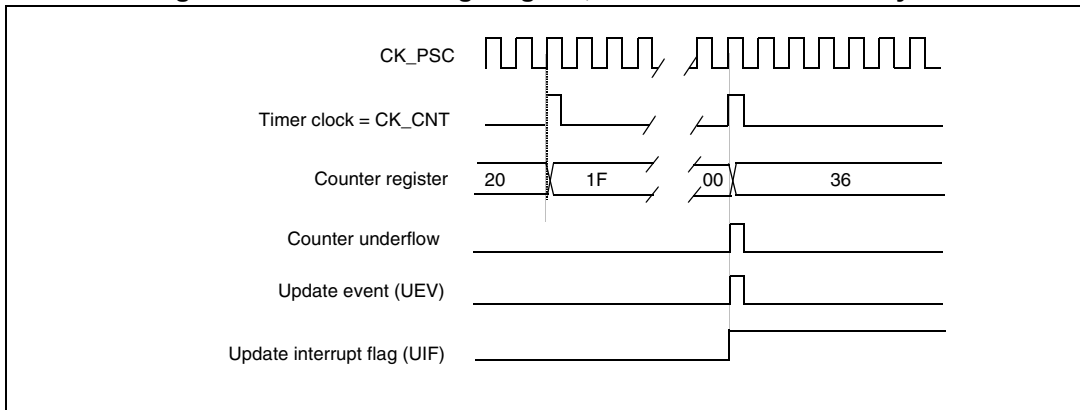 CK_PSC
Timer clock = CK_CNT
Counter register
20
1F
00
36
Counter underflow
Update event (UEV)
Update interrupt flag (UIF)